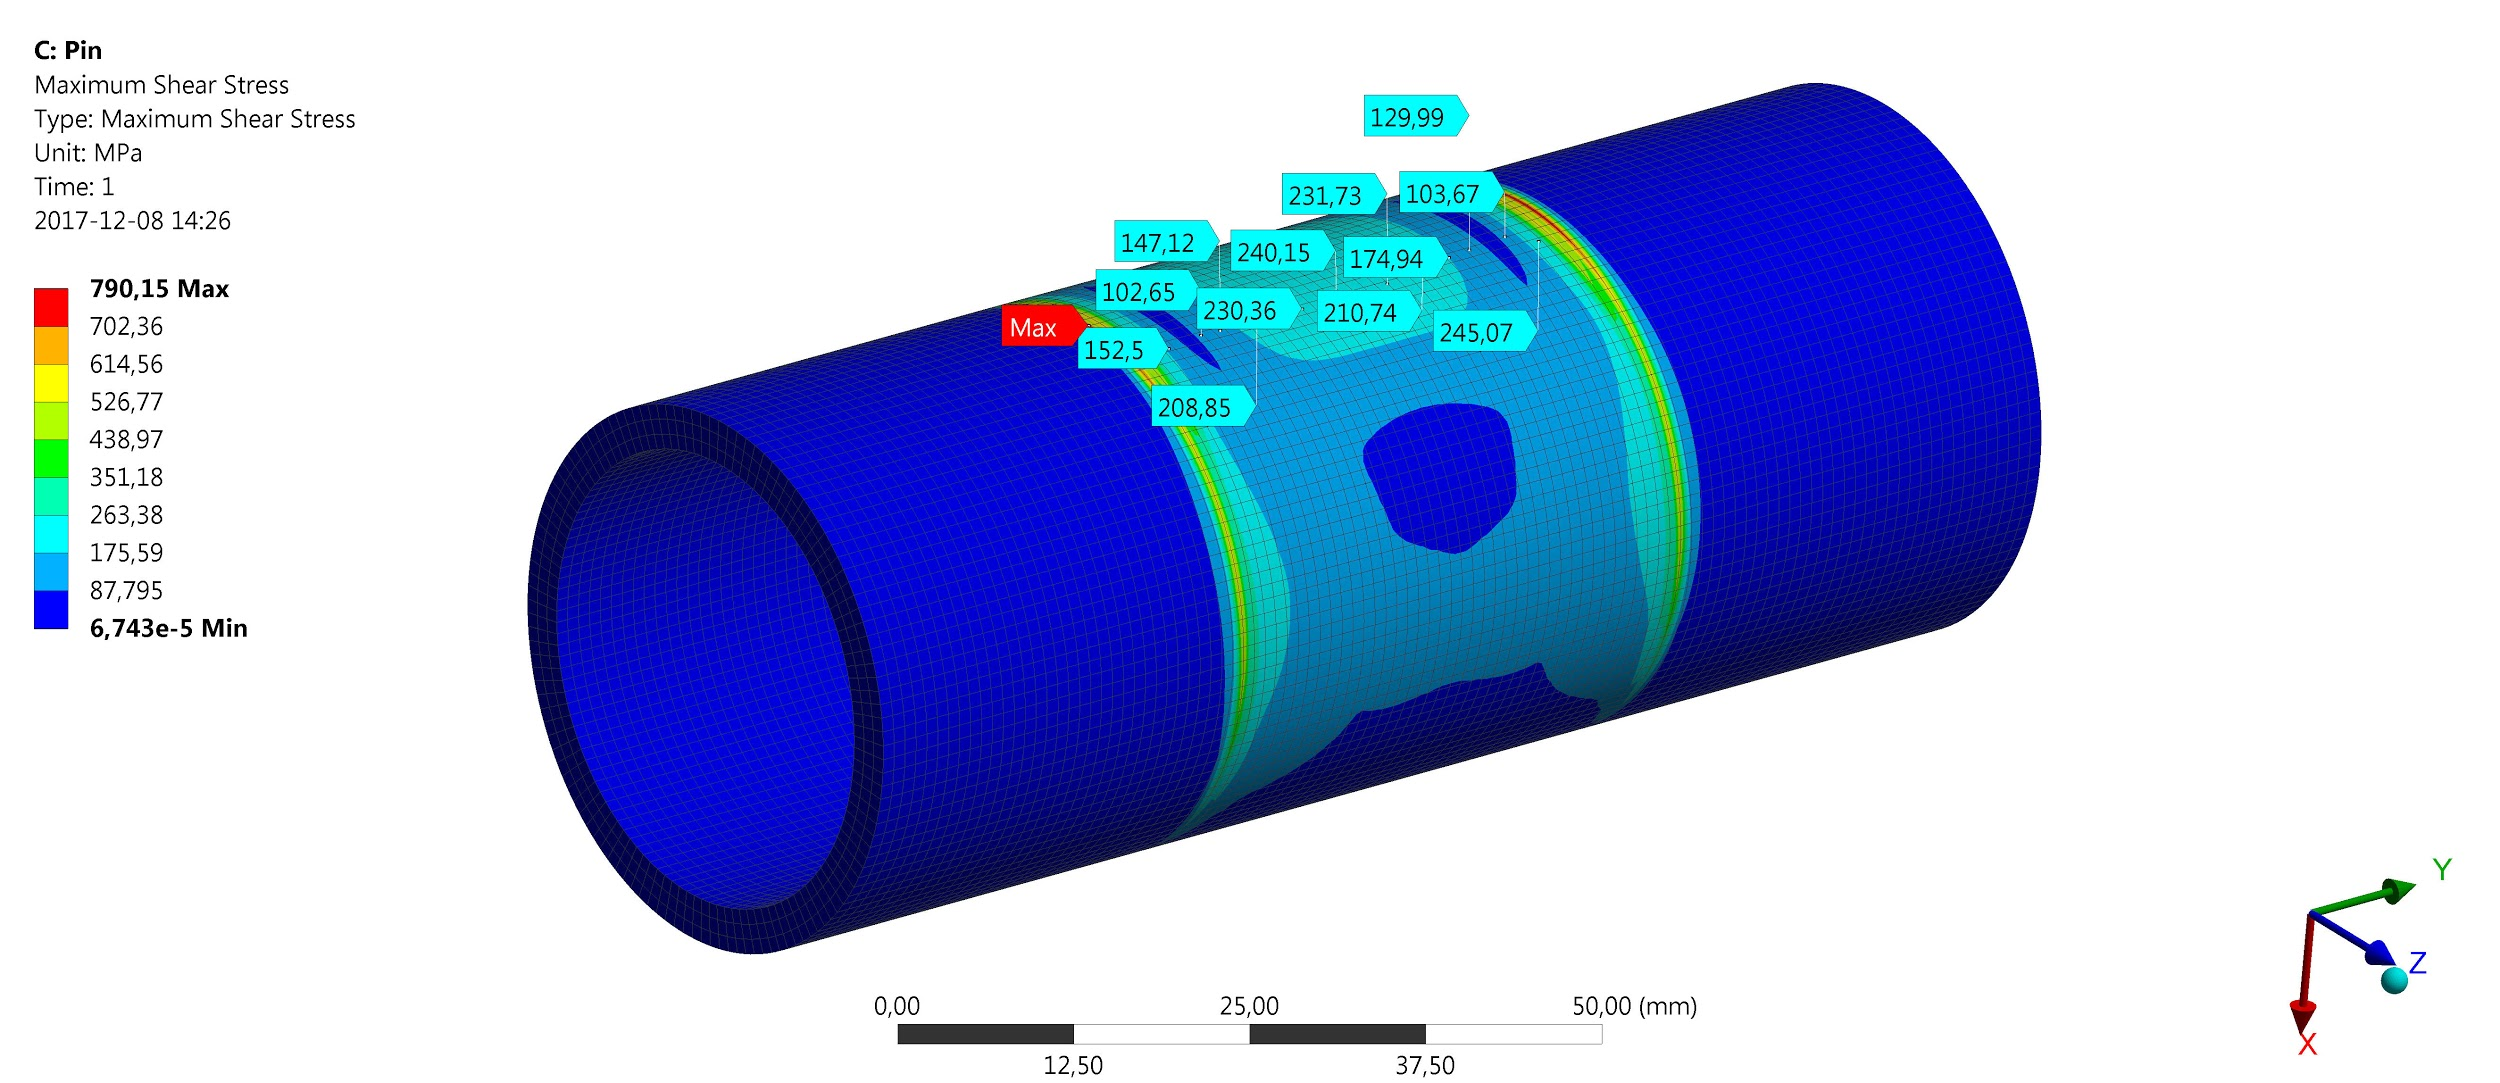 C: Pin
Maximum Shear Stress
Type: Maximum Shear Stress
Unit: MPa
Time: 1
2017-12-08 14:26
790,15 Max
702,36
614,56
526,77
438,97
351,18
263,38
175,59
87,795
6,743e-5 Min
129,99
231,73
103,67
147,12
240,15
174,94
102,65
230,36
210,74
Max
152,5
245,07
208,85
0,00
25,00
50,00 (mm)
12,50
37,50
Y
Z
X